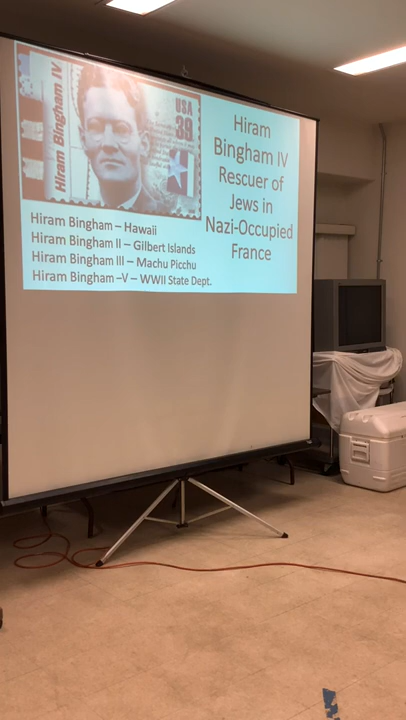 Hiram Bingham IV
USA
39
Hiram
Bingham IV
Rescuer of
Jews in
Nazi-Occupied
France
Hiram Bingham – Hawaii
Hiram Bingham II – Gilbert Islands
Hiram Bingham III – Machu Picchu
Hiram Bingham –V – WWII State Dept.